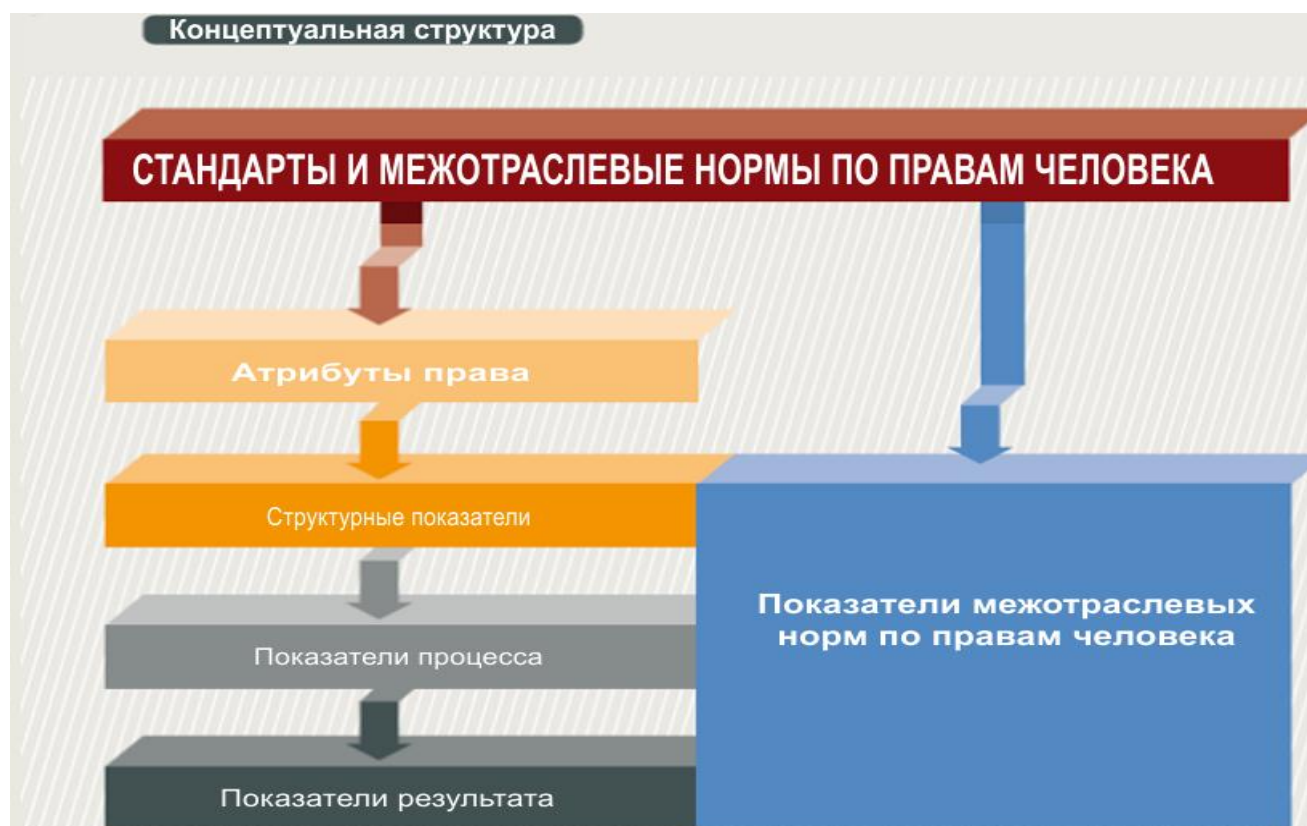 Концептуальная структура
СТАНДАРТЫ И МЕЖОТРАСЛЕВЫЕ НОРМЫ ПО ПРАВАМ ЧЕЛОВЕКА
Атрибуты права
Структурные показатели
Показатели процесса
Показатели результата
Показатели межотраслевых
норм по правам человека